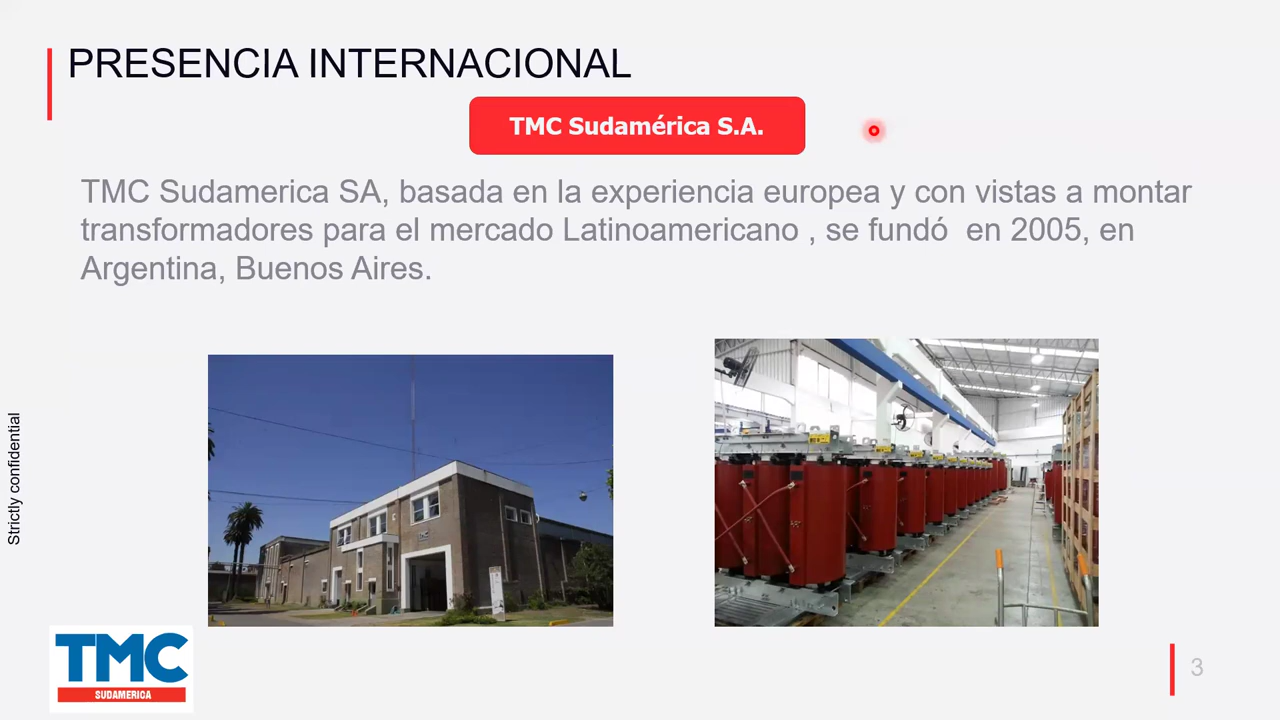 PRESENCIA INTERNACIONAL
TMC Sudamérica S.A.
TMC Sudamerica SA, basada en la experiencia europea y con vistas a montar
transformadores para el mercado Latinoamericano , se fundó  en 2005, en
Argentina, Buenos Aires.
Strictly confidential
TMC
TMC
SUDAMERICA
3